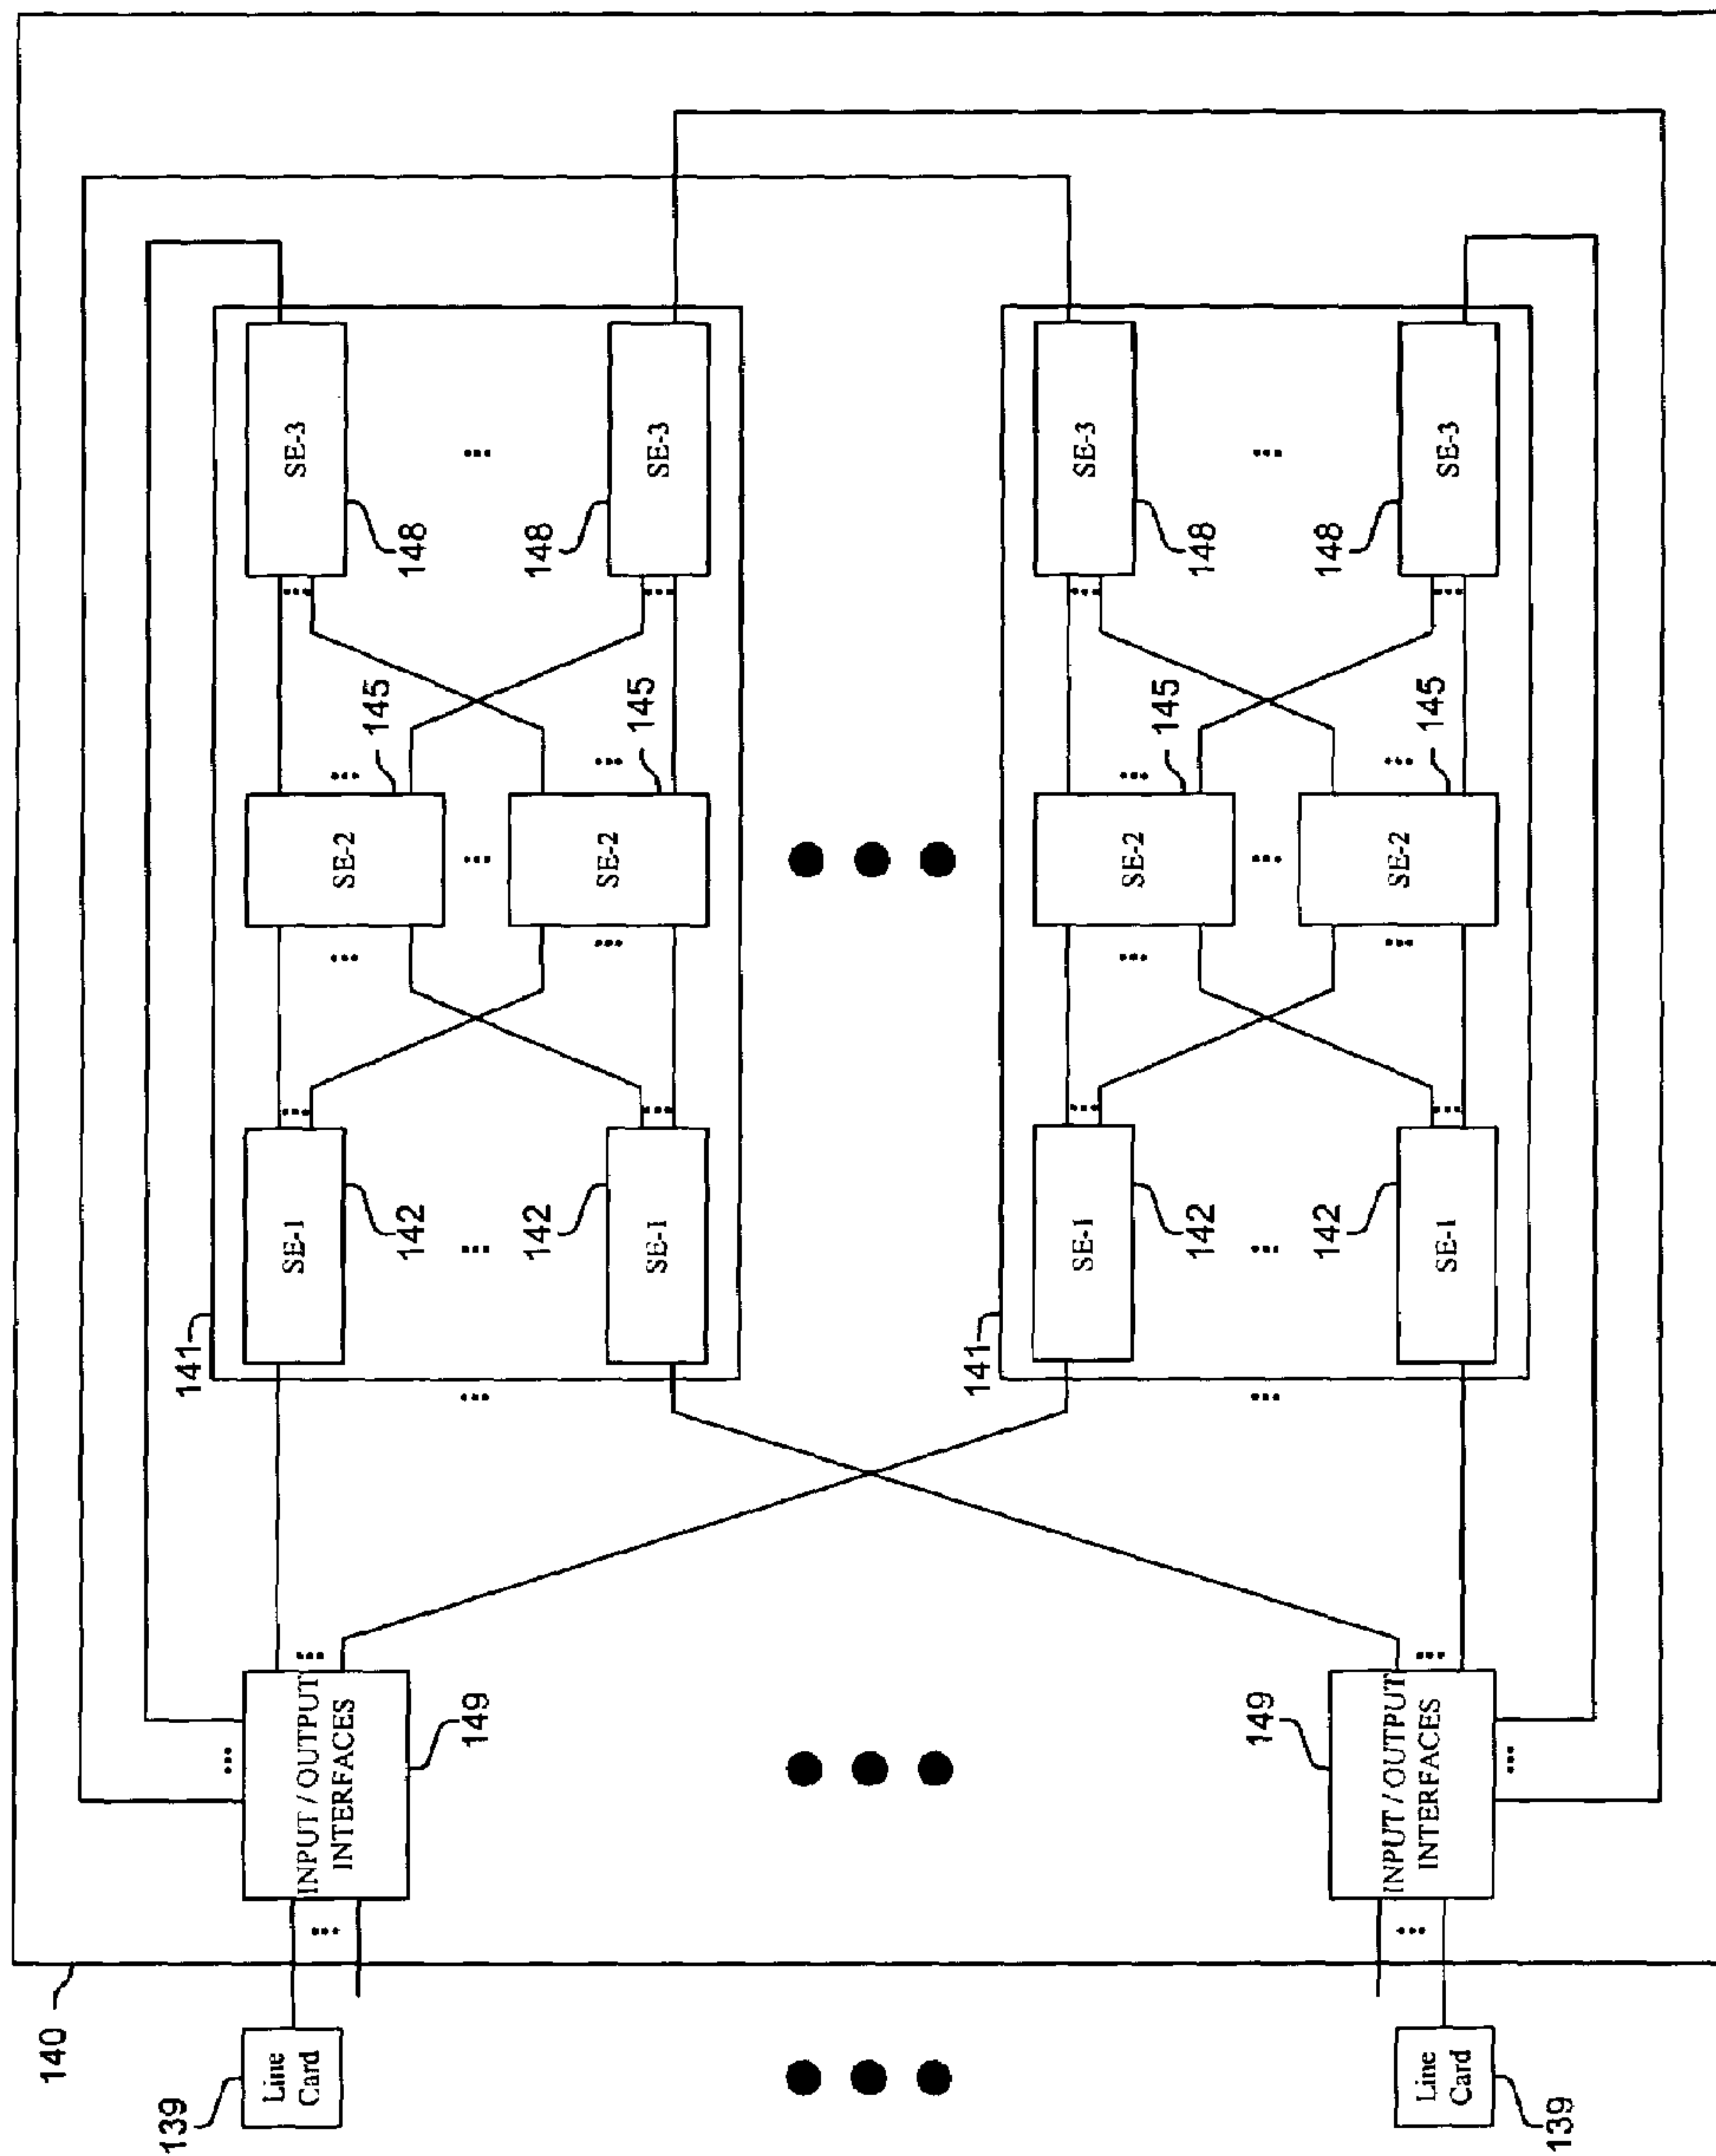 140
139
141
Line
Card
INPUT / OUTPUT
INTERFACES
SE-1
SE-2
SE-3
149
142
145
148
142
148
SE-1
SE-2
SE-3
145
141
SE-1
SE-2
SE-3
142
145
148
149
142
148
INPUT / OUTPUT
INTERFACES
SE-1
SE-2
SE-3
145
Line
Card
139